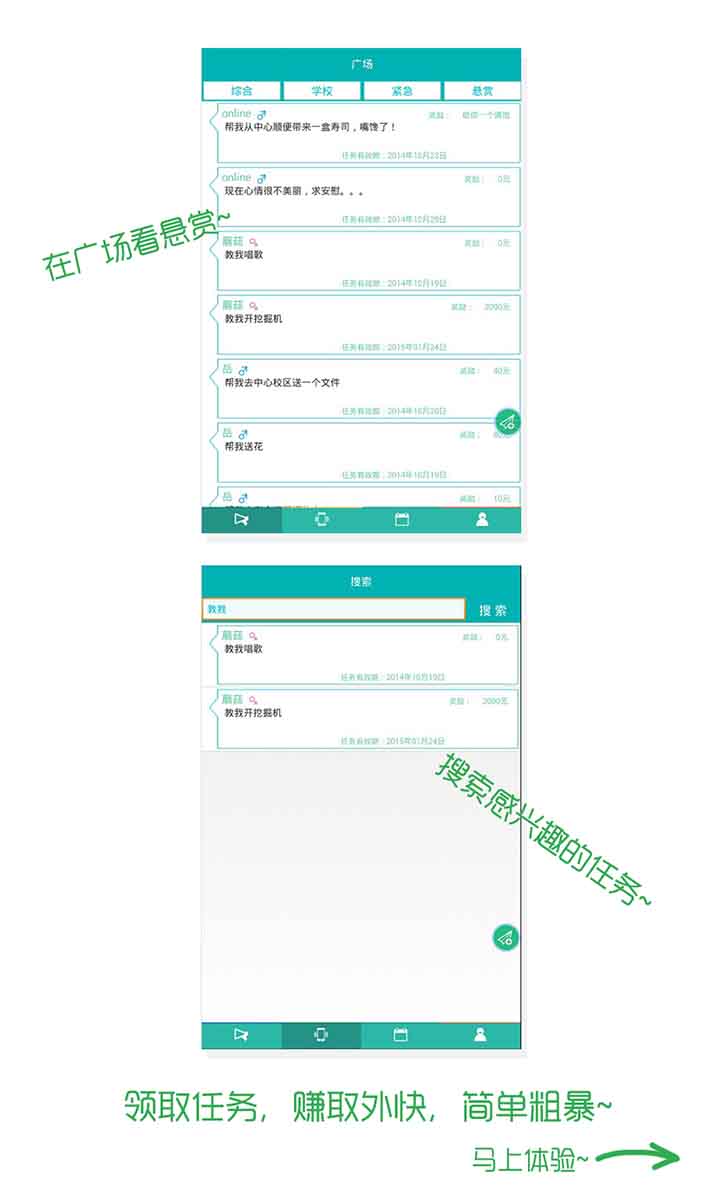 广场
综合 学校 紧急 悬赏
online
奖励：
帮我从中心顺便带来一盒寿司，嘴馋了！
任务有效期：2014年10月23日
online
奖励： 0元
现在心情很不美丽，求安慰。。。
任务有效期：2014年10月29日
在广场看悬赏~
蘑菇
奖励： 0元
教我唱歌
任务有效期：2014年10月19日
蘑菇
奖励： 2000元
教我开挖掘机
任务有效期：2015年01月24日
岳
奖励： 40元
帮我去中心校区送一个文件
任务有效期：2014年10月20日
岳
奖励：
帮我送花
任务有效期：2014年10月19日
岳
奖励： 10元
搜索
教我 搜 索
蘑菇
奖励： 0元
教我唱歌
任务有效期：2014年10月19日
蘑菇
奖励： 2000元
教我开挖掘机
任务有效期：2015年01月24日
搜索感兴趣的任务~
领取任务，赚取外快，简单粗暴~
马上体验~